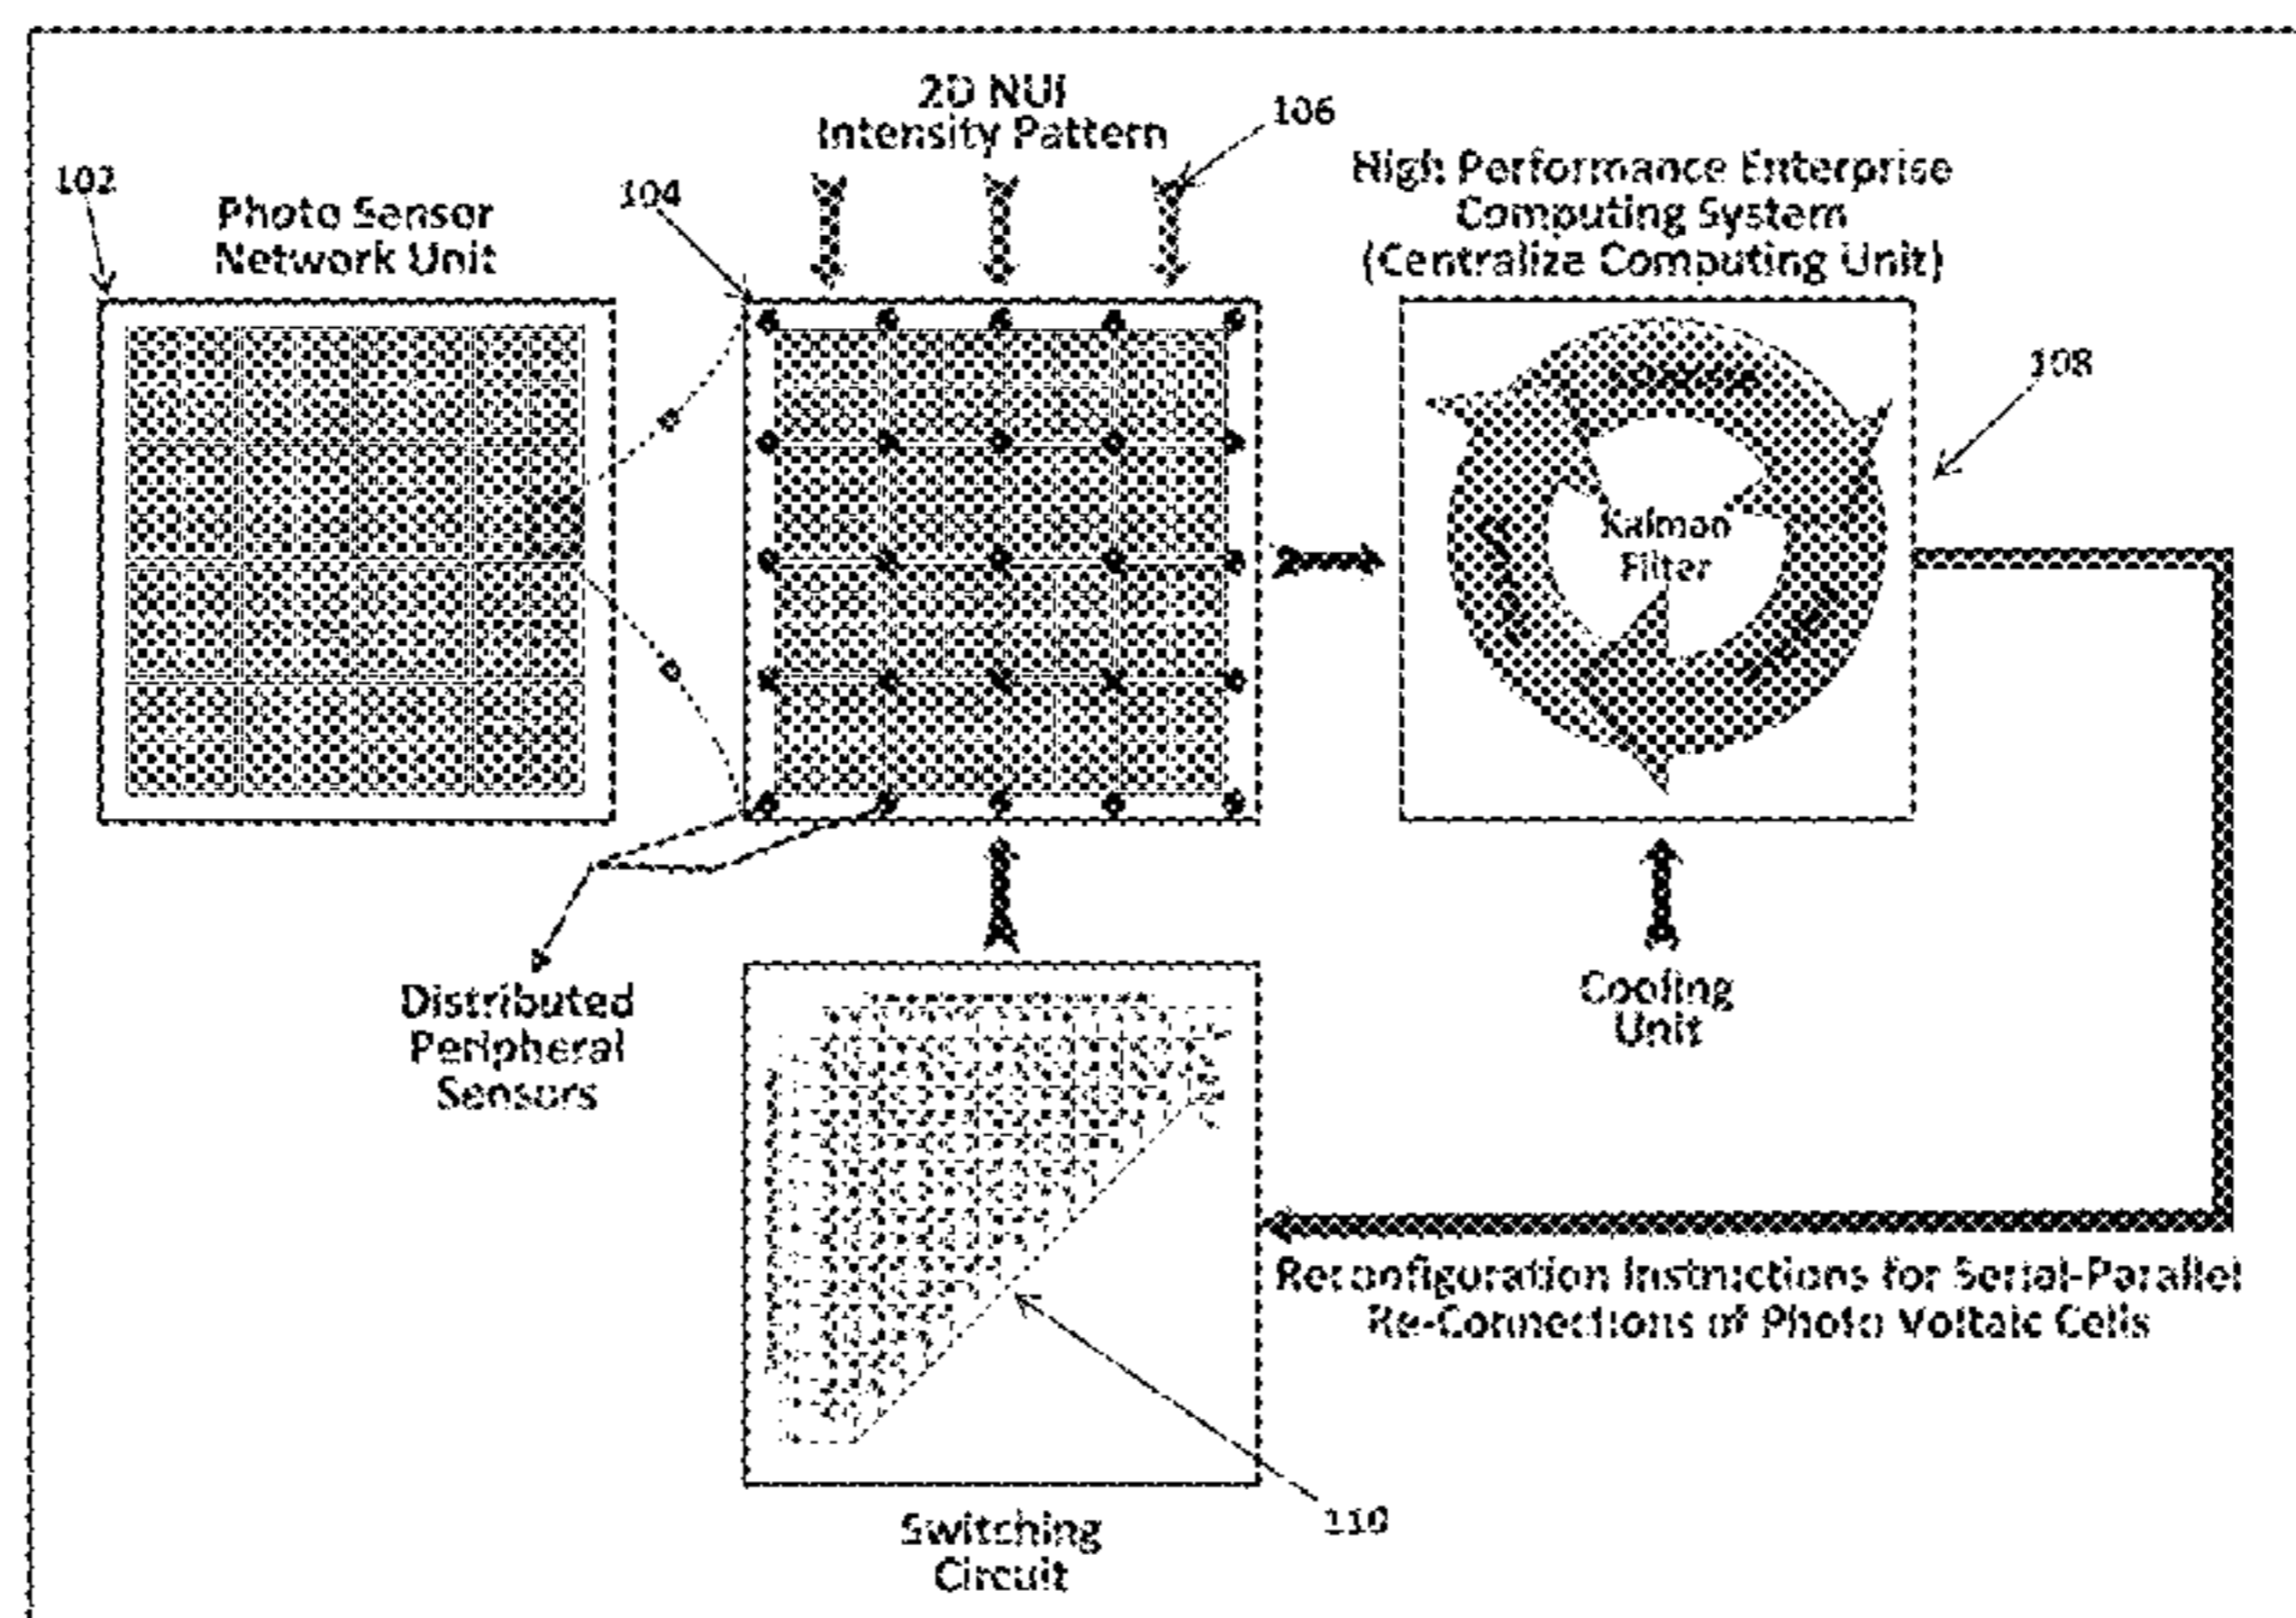 2D NUI
Intensity Pattern
106
102
Photo Sensor
Network Unit
104
High Performance Enterprise
Computing System
(Centralize Computing Unit)
108
Kalman
Filter
Distributed
Peripheral
Sensors
Cooling
Unit
Reconfiguration Instructions for Serial-Parallel
Re-Connections of Photo Voltaic Cells
110
Switching
Circuit